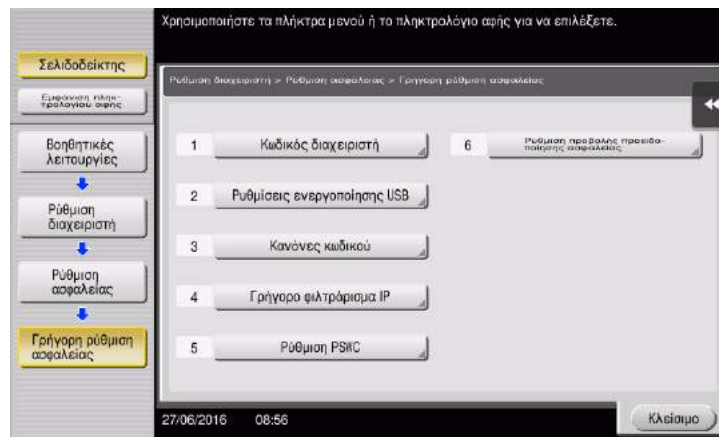 Χρησιμοποιήστε τα πλήκτρα μενού ή το πληκτρολόγιο αφής για να επιλέξετε.
Σελιδοδείκτης
Εμφάνιση πληκ-
τρολογίου αφής
Βοηθητικές
λειτουργίες
Ρύθμιση
διαχειριστή
Ρύθμιση
ασφαλείας
Γρήγορη ρύθμιση
ασφαλείας
Ρύθμιση διαχειριστή > Ρύθμιση ασφαλείας > Γρήγορη ρύθμιση ασφαλείας
1 Κωδικός διαχειριστή
2 Ρυθμίσεις ενεργοποίησης USB
3 Κανόνες κωδικού
4 Γρήγορο φιλτράρισμα IP
5 Ρύθμιση PSWC
6 Ρύθμιση προβολής προειδο-
ποίησης ασφαλείας
27/06/2016 08:56
Κλείσιμο